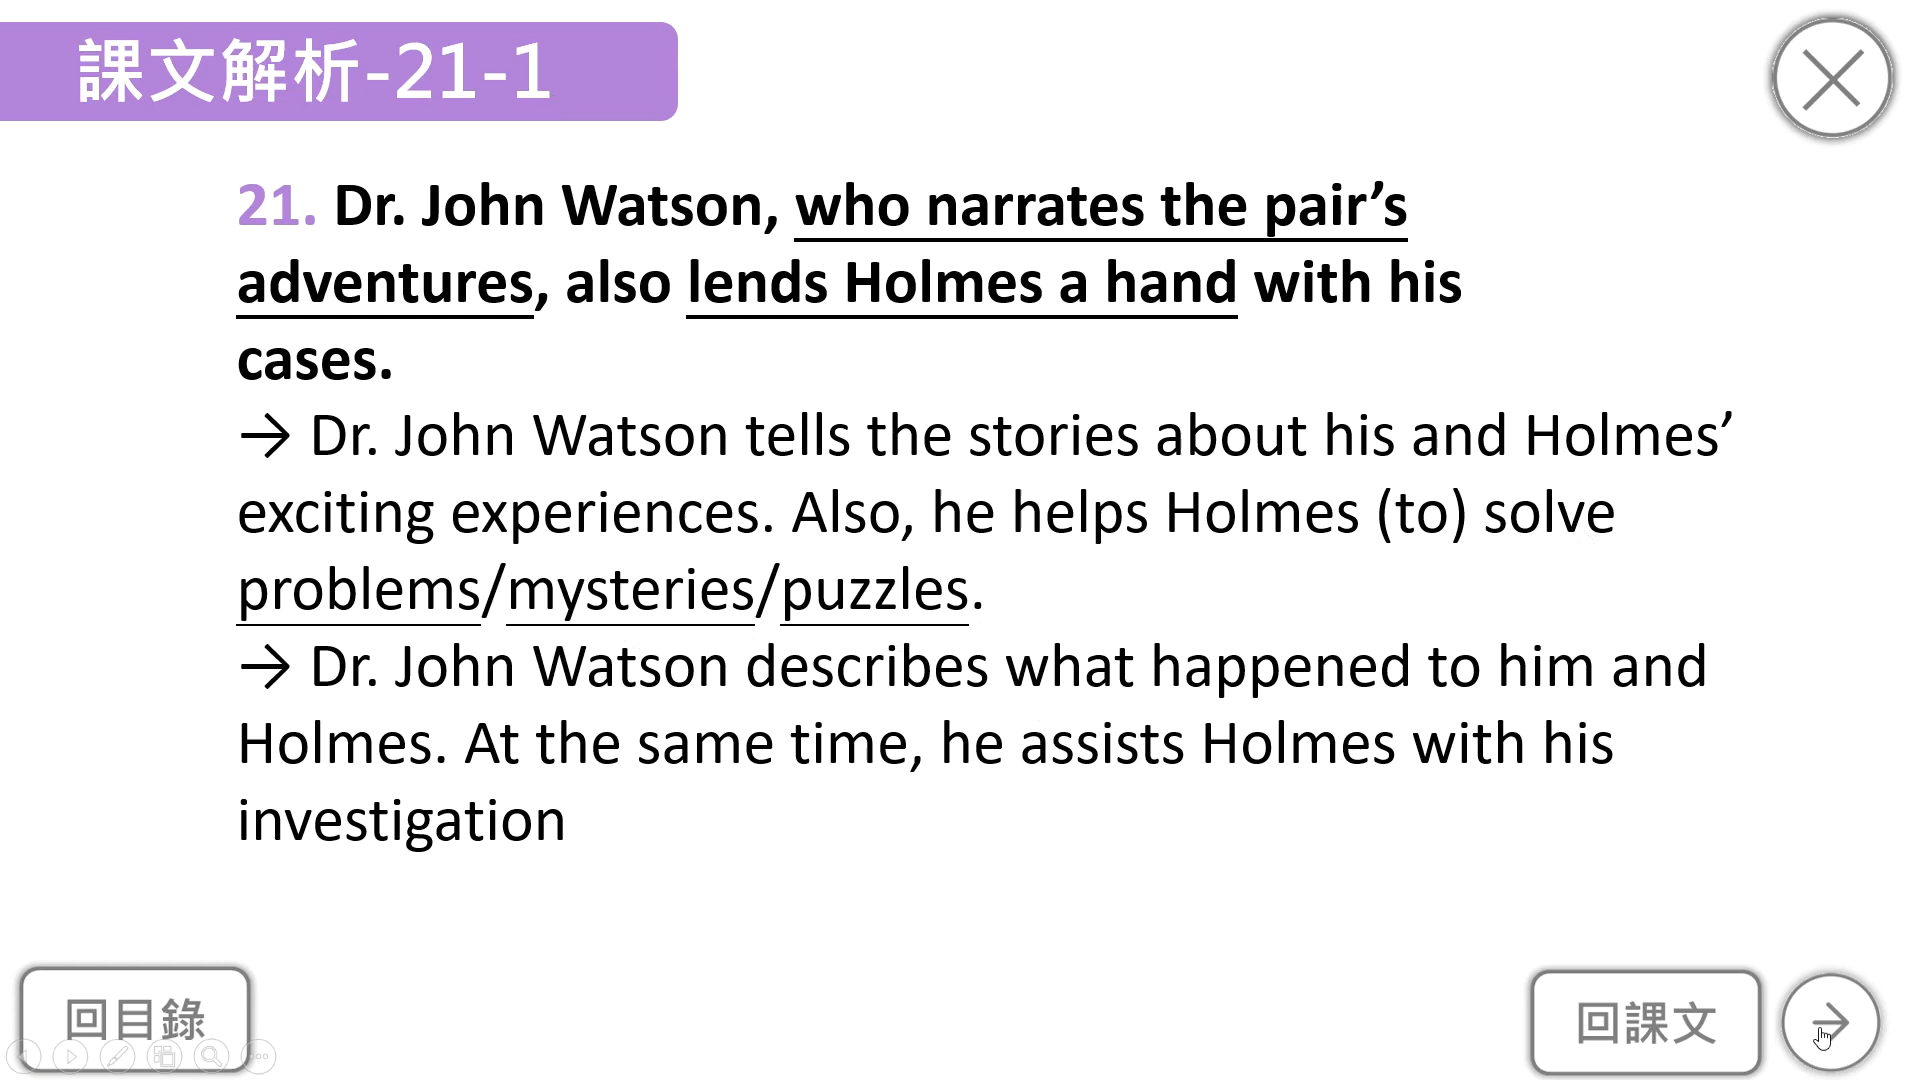 課文解析-21-1
21. Dr. John Watson, who narrates the pair’s
adventures, also lends Holmes a hand with his
cases.
→ Dr. John Watson tells the stories about his and Holmes’
exciting experiences. Also, he helps Holmes (to) solve
problems/mysteries/puzzles.
→ Dr. John Watson describes what happened to him and
Holmes. At the same time, he assists Holmes with his
investigation
回目錄
回課文